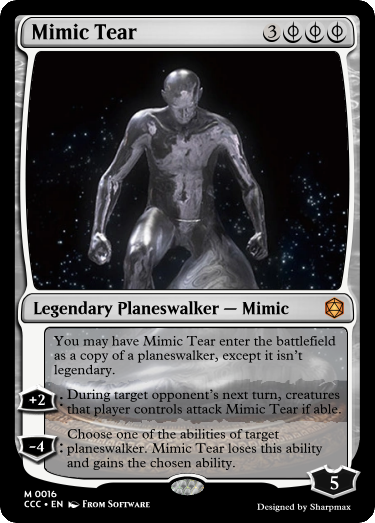 Mimic Tear 3
Legendary Planeswalker — Mimic
You may have Mimic Tear enter the battlefield
as a copy of a planeswalker, except it isn't
legendary.
+2: During target opponent's next turn, creatures
that player controls attack Mimic Tear if able.
-4: Choose one of the abilities of target
planeswalker. Mimic Tear loses this ability
and gains the chosen ability.
5
M 0016
CCC • EN From Software
Designed by Sharpmax